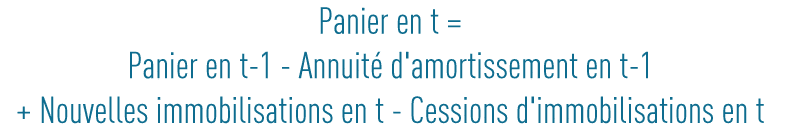 Panier en t =
Panier en t-1 - Annuité d'amortissement en t-1
+ Nouvelles immobilisations en t - Cessions d'immobilisations en t